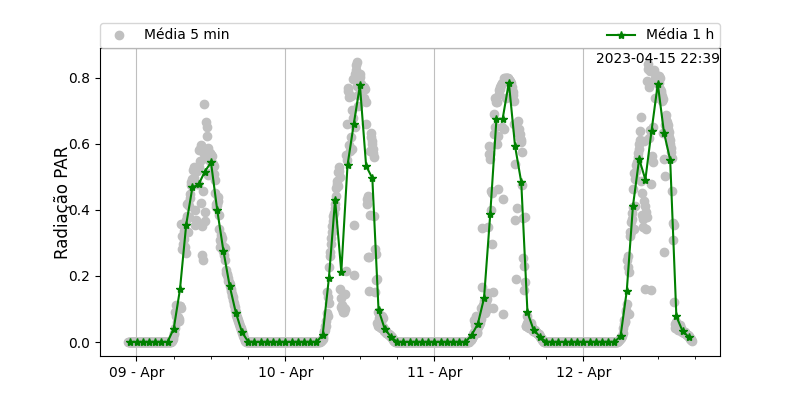 Média 5 min
Média 1 h
2023-04-15 22:39
Radiação PAR
0.8
0.6
0.4
0.2
0.0
09 - Apr
10 - Apr
11 - Apr
12 - Apr